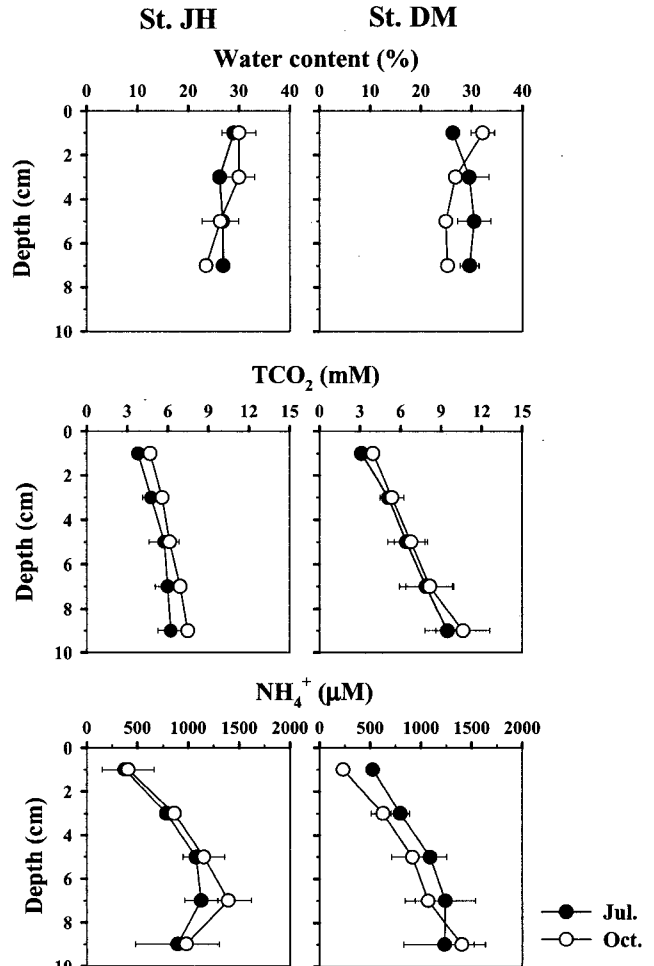 St. JH St. DM
Water content (%)
0 10 20 30 40 0 10 20 30 40
0
2
4
6
8
10
Depth (cm)
TCO₂ (mM)
0 3 6 9 12 15 0 3 6 9 12 15
0
2
4
6
8
10
Depth (cm)
NH₄⁺ (µM)
0 500 1000 2000 0 500 1000 1500 2000
0
2
4
6
8
10
Depth (cm)
Jul.
Oct.